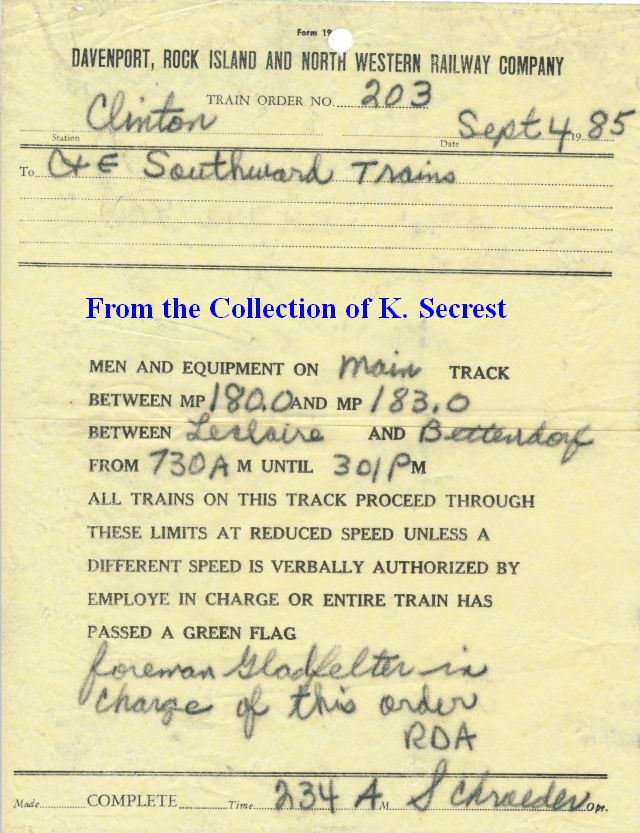 Form 19
DAVENPORT, ROCK ISLAND AND NORTH WESTERN RAILWAY COMPANY
TRAIN ORDER NO. 203
Clinton Sept 4 1985
Station Date
To C+E Southward Trains
From the Collection of K. Secrest
MEN AND EQUIPMENT ON Main TRACK
BETWEEN MP 180.0 AND MP 183.0
BETWEEN Leclaire AND Bettendorf
FROM 730 A M UNTIL 301 P M
ALL TRAINS ON THIS TRACK PROCEED THROUGH
THESE LIMITS AT REDUCED SPEED UNLESS A
DIFFERENT SPEED IS VERBALLY AUTHORIZED BY
EMPLOYE IN CHARGE OR ENTIRE TRAIN HAS
PASSED A GREEN FLAG
foreman Gladfelter in
charge of this order
RDA
Made COMPLETE Time 234 A M Schroeder Opr.